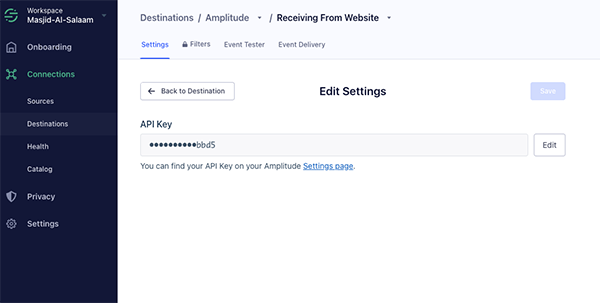 Workspace
Masjid-Al-Salaam
Onboarding
Connections
Sources
Destinations
Health
Catalog
Privacy
Settings
Destinations / Amplitude / Receiving From Website
Settings Filters Event Tester Event Delivery
Back to Destination
Edit Settings
Save
API Key
••••••••••bbd5
Edit
You can find your API Key on your Amplitude Settings page.